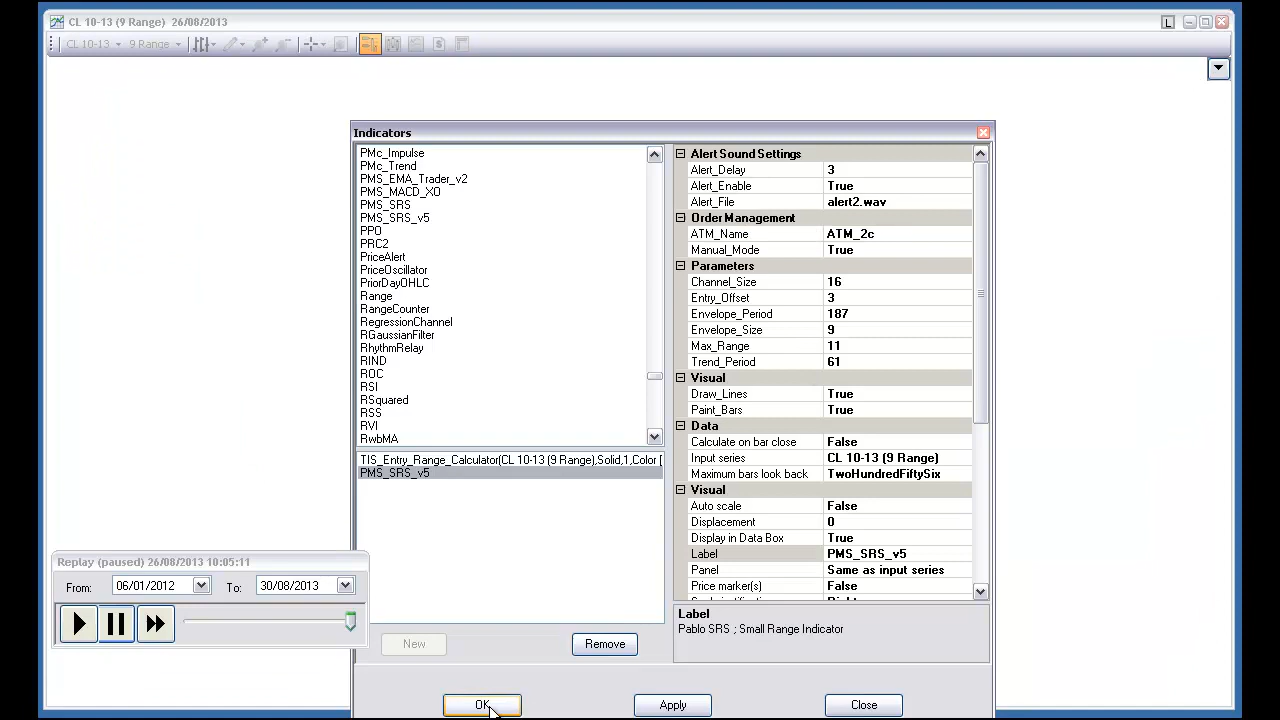 CL 10-13 (9 Range) 26/08/2013
L
CL 10-13 9 Range
Indicators
PMc_Impulse
PMc_Trend
PMS_EMA_Trader_v2
PMS_MACD_XO
PMS_SRS
PMS_SRS_v5
PPO
PRC2
PriceAlert
PriceOscillator
PriorDayOHLC
Range
RangeCounter
RegressionChannel
RGaussianFilter
RhythmRelay
RIND
ROC
RSI
RSquared
RSS
RVI
RwbMA
TIS_Entry_Range_Calculator(CL 10-13 (9 Range),Solid,1,Color [
PMS_SRS_v5
New
Remove
Alert Sound Settings
Alert_Delay 3
Alert_Enable True
Alert_File alert2.wav
Order Management
ATM_Name ATM_2c
Manual_Mode True
Parameters
Channel_Size 16
Entry_Offset 3
Envelope_Period 187
Envelope_Size 9
Max_Range 11
Trend_Period 61
Visual
Draw_Lines True
Paint_Bars True
Data
Calculate on bar close False
Input series CL 10-13 (9 Range)
Maximum bars look back TwoHundredFiftySix
Visual
Auto scale False
Displacement 0
Display in Data Box True
Label PMS_SRS_v5
Panel Same as input series
Price marker(s) False
Label
Pablo SRS ; Small Range Indicator
OK
Apply
Close
Replay (paused) 26/08/2013 10:05:11
From: 06/01/2012 To: 30/08/2013